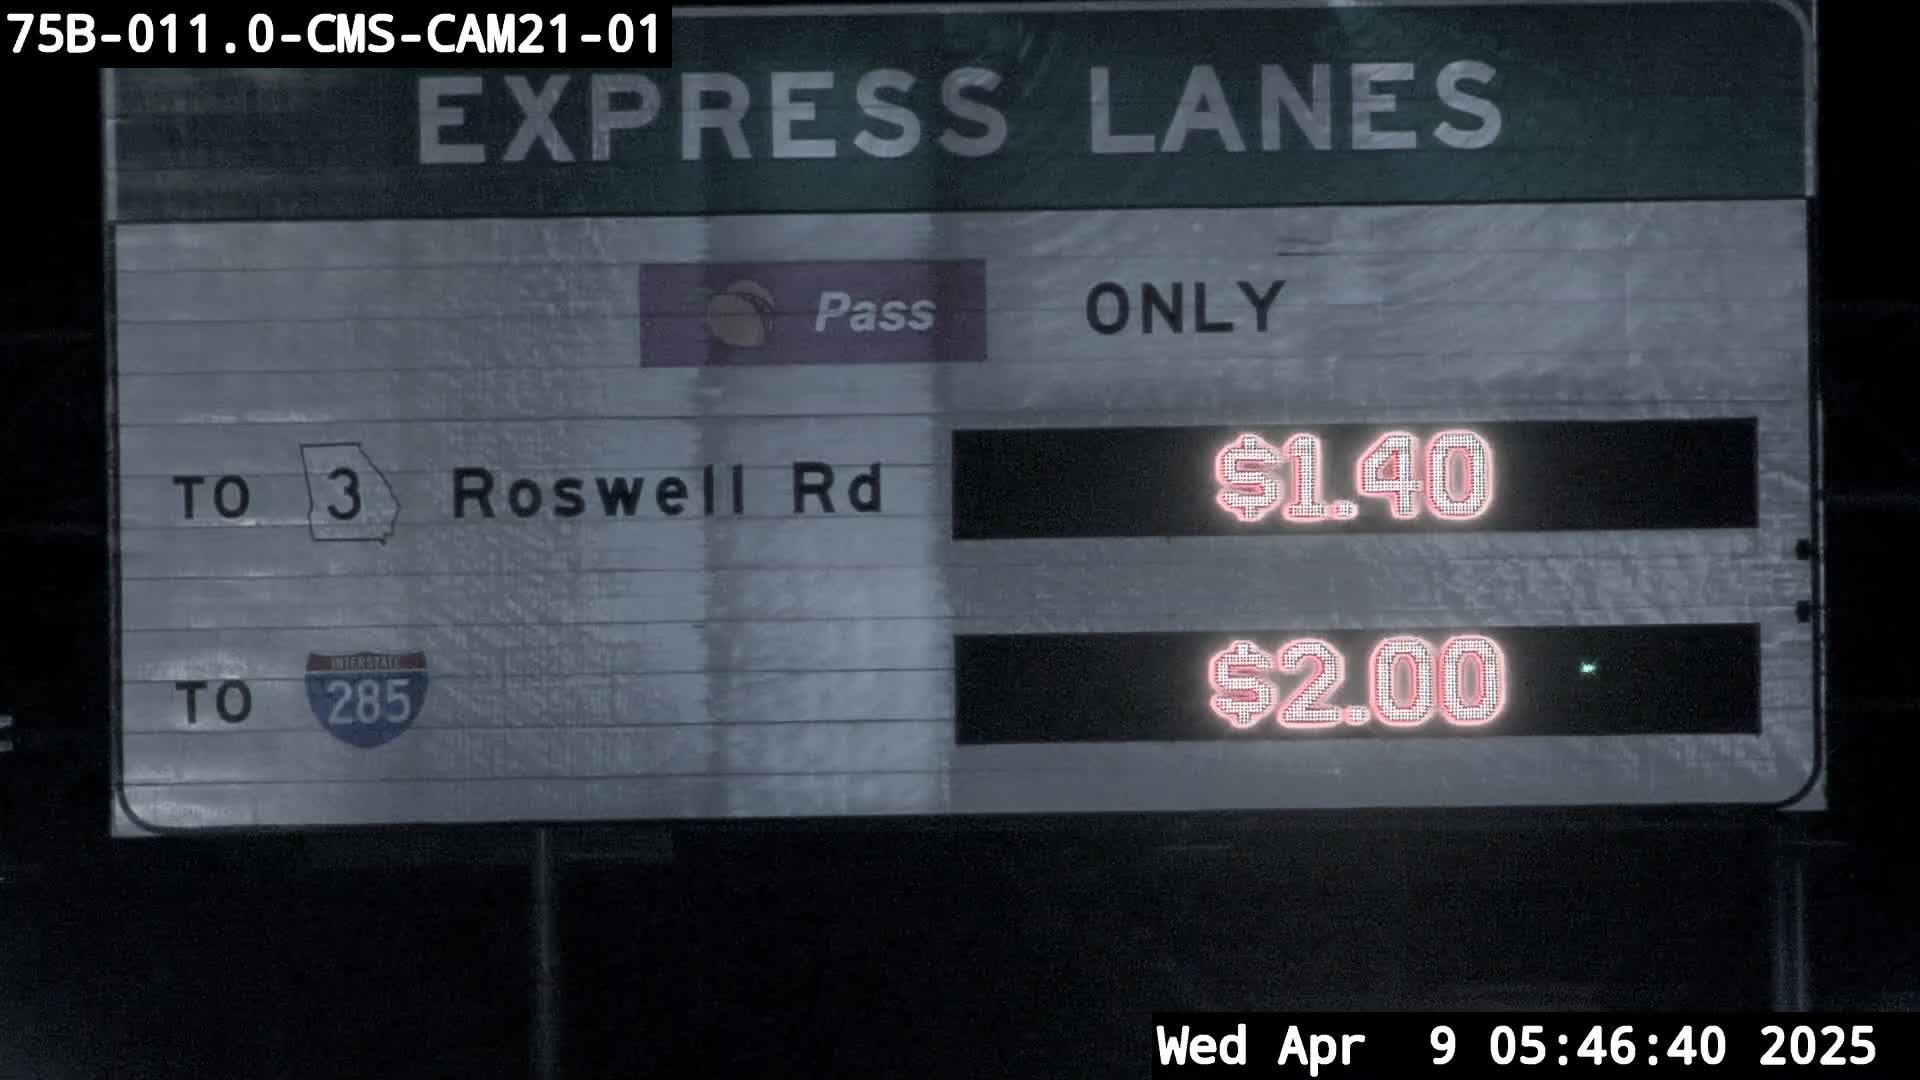 75B-011.0-CMS-CAM21-01
EXPRESS LANES
Pass ONLY
TO 3 Roswell Rd $1.40
TO INTERSTATE 285 $2.00
Wed Apr 9 05:46:40 2025